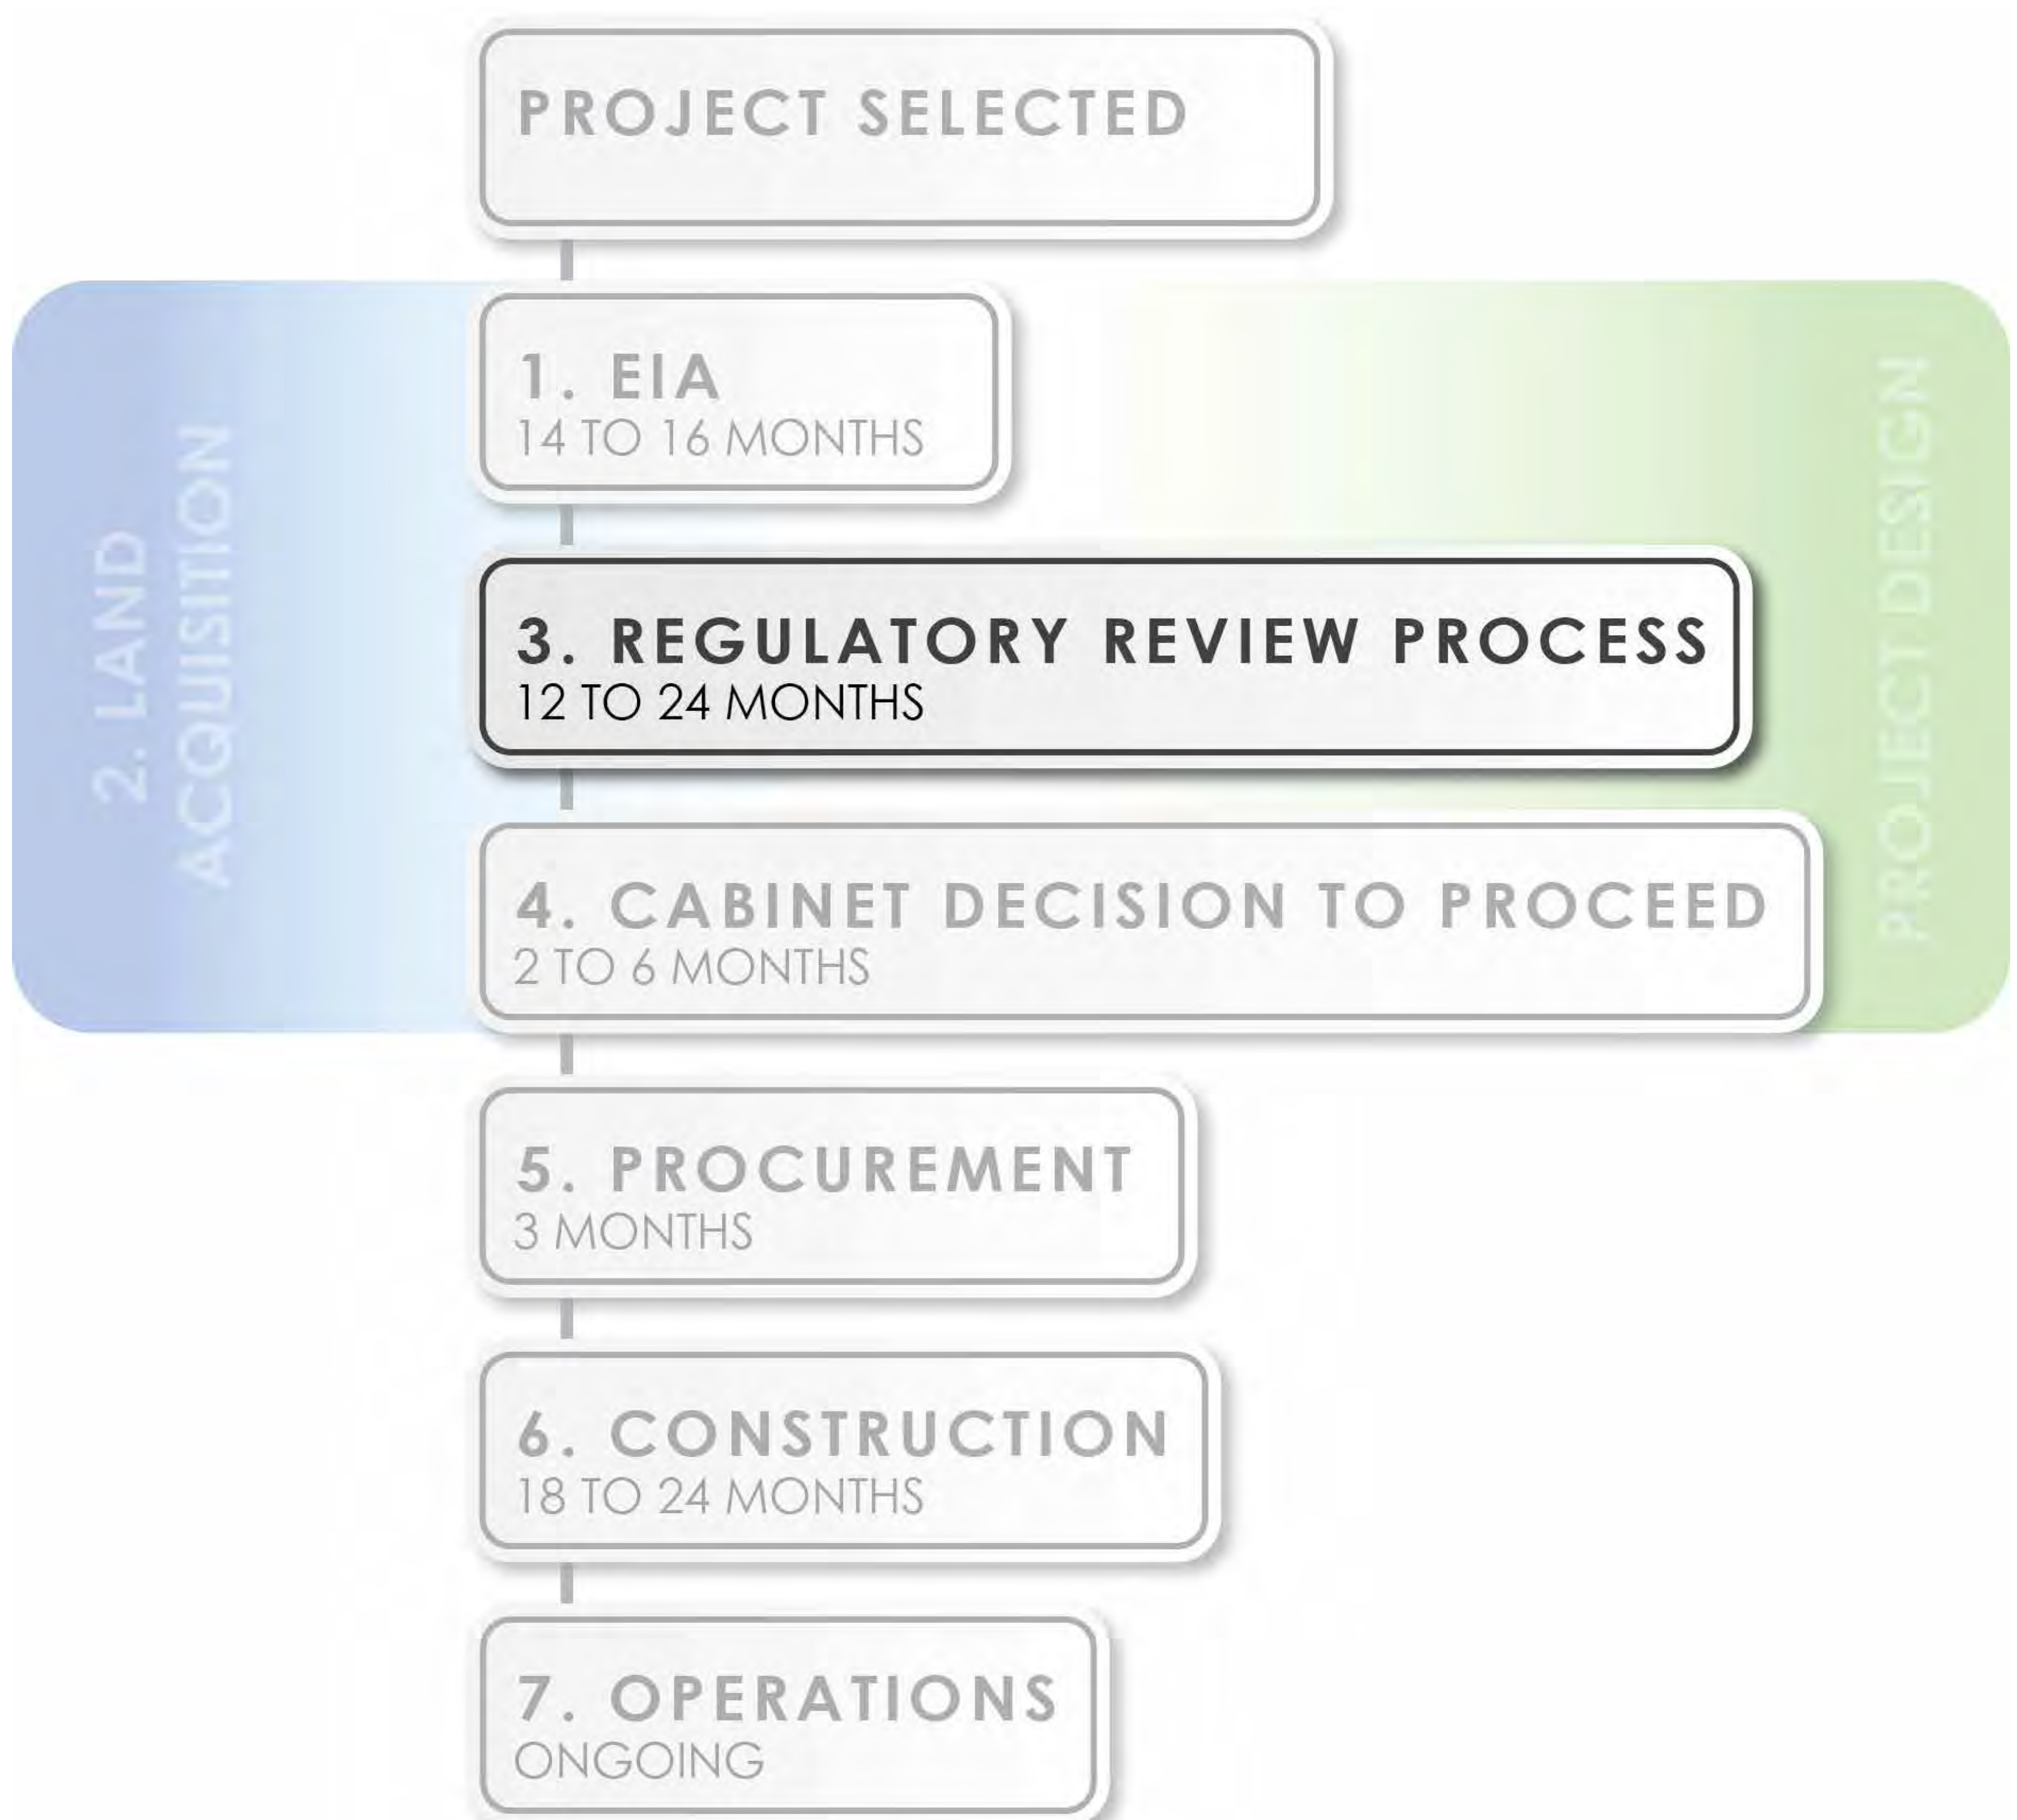 PROJECT SELECTED
1. EIA
14 TO 16 MONTHS
2. LAND
ACQUISITION
PROJECT DESIGN
3. REGULATORY REVIEW PROCESS
12 TO 24 MONTHS
4. CABINET DECISION TO PROCEED
2 TO 6 MONTHS
5. PROCUREMENT
3 MONTHS
6. CONSTRUCTION
18 TO 24 MONTHS
7. OPERATIONS
ONGOING